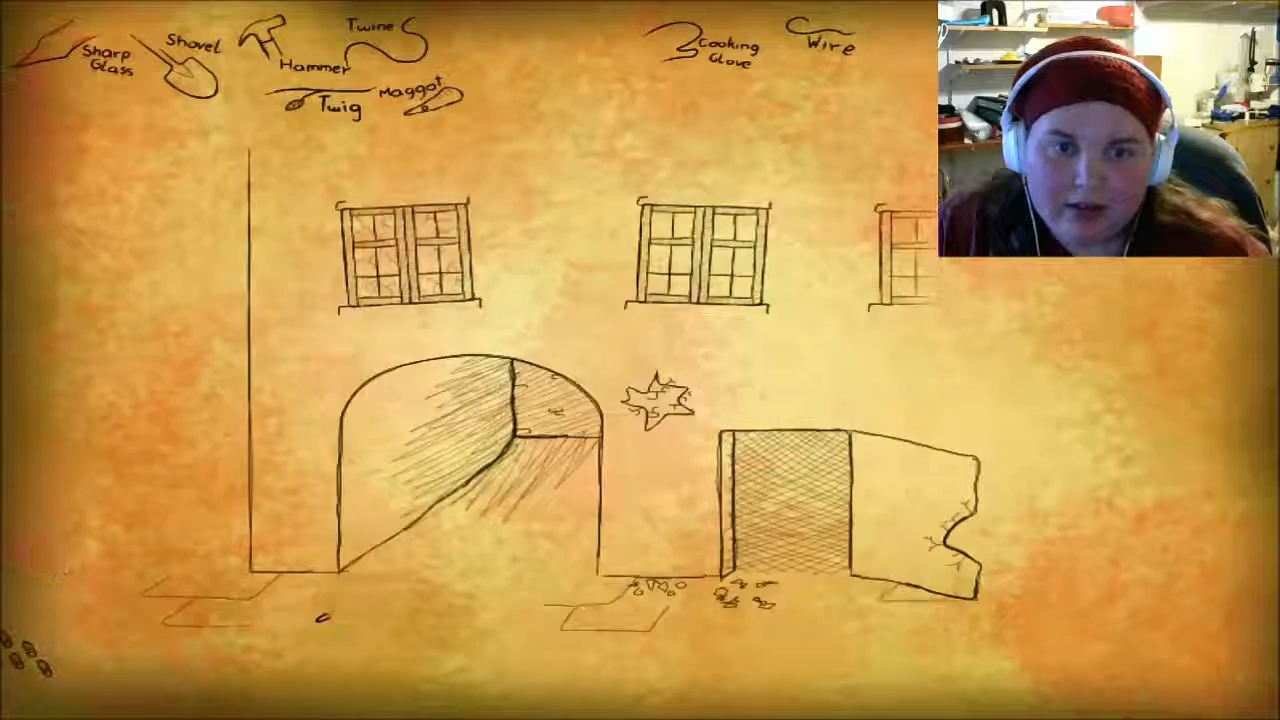 Sharp
Glass
Shovel
Hammer
Twine
Twig
Maggot
Cooking
Glove
Wire